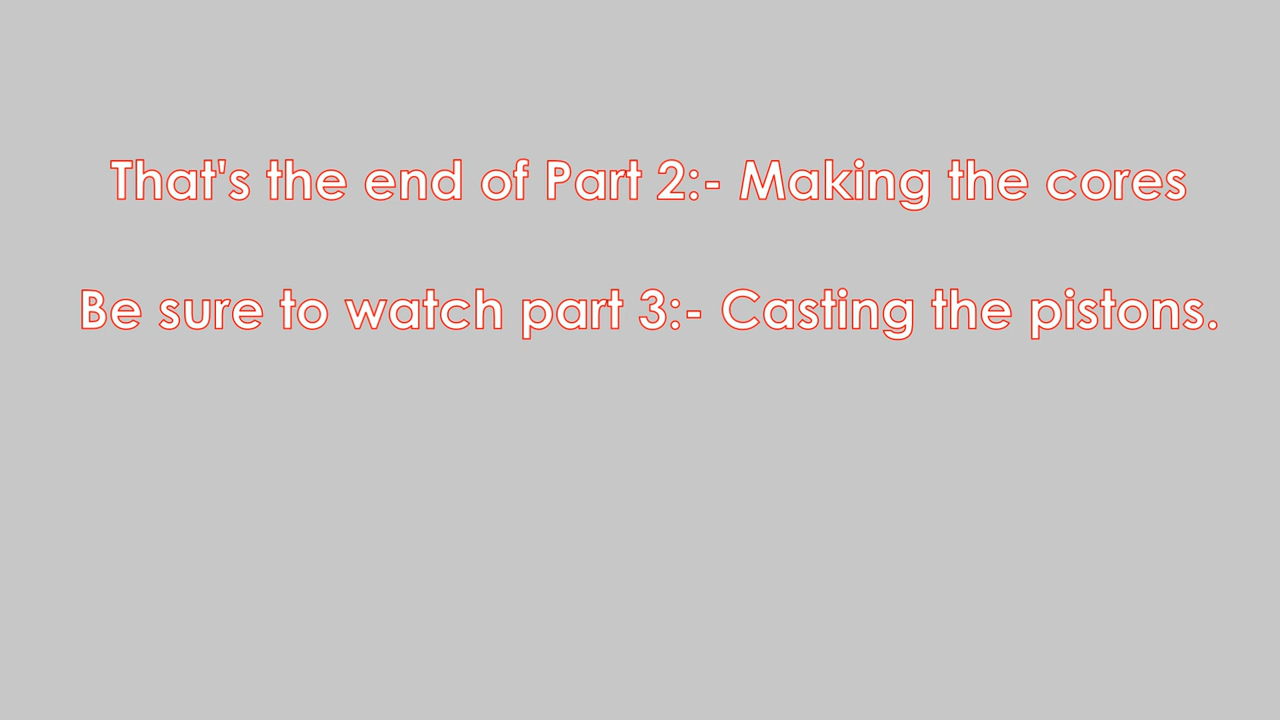 That's the end of Part 2:- Making the cores
Be sure to watch part 3:- Casting the pistons.